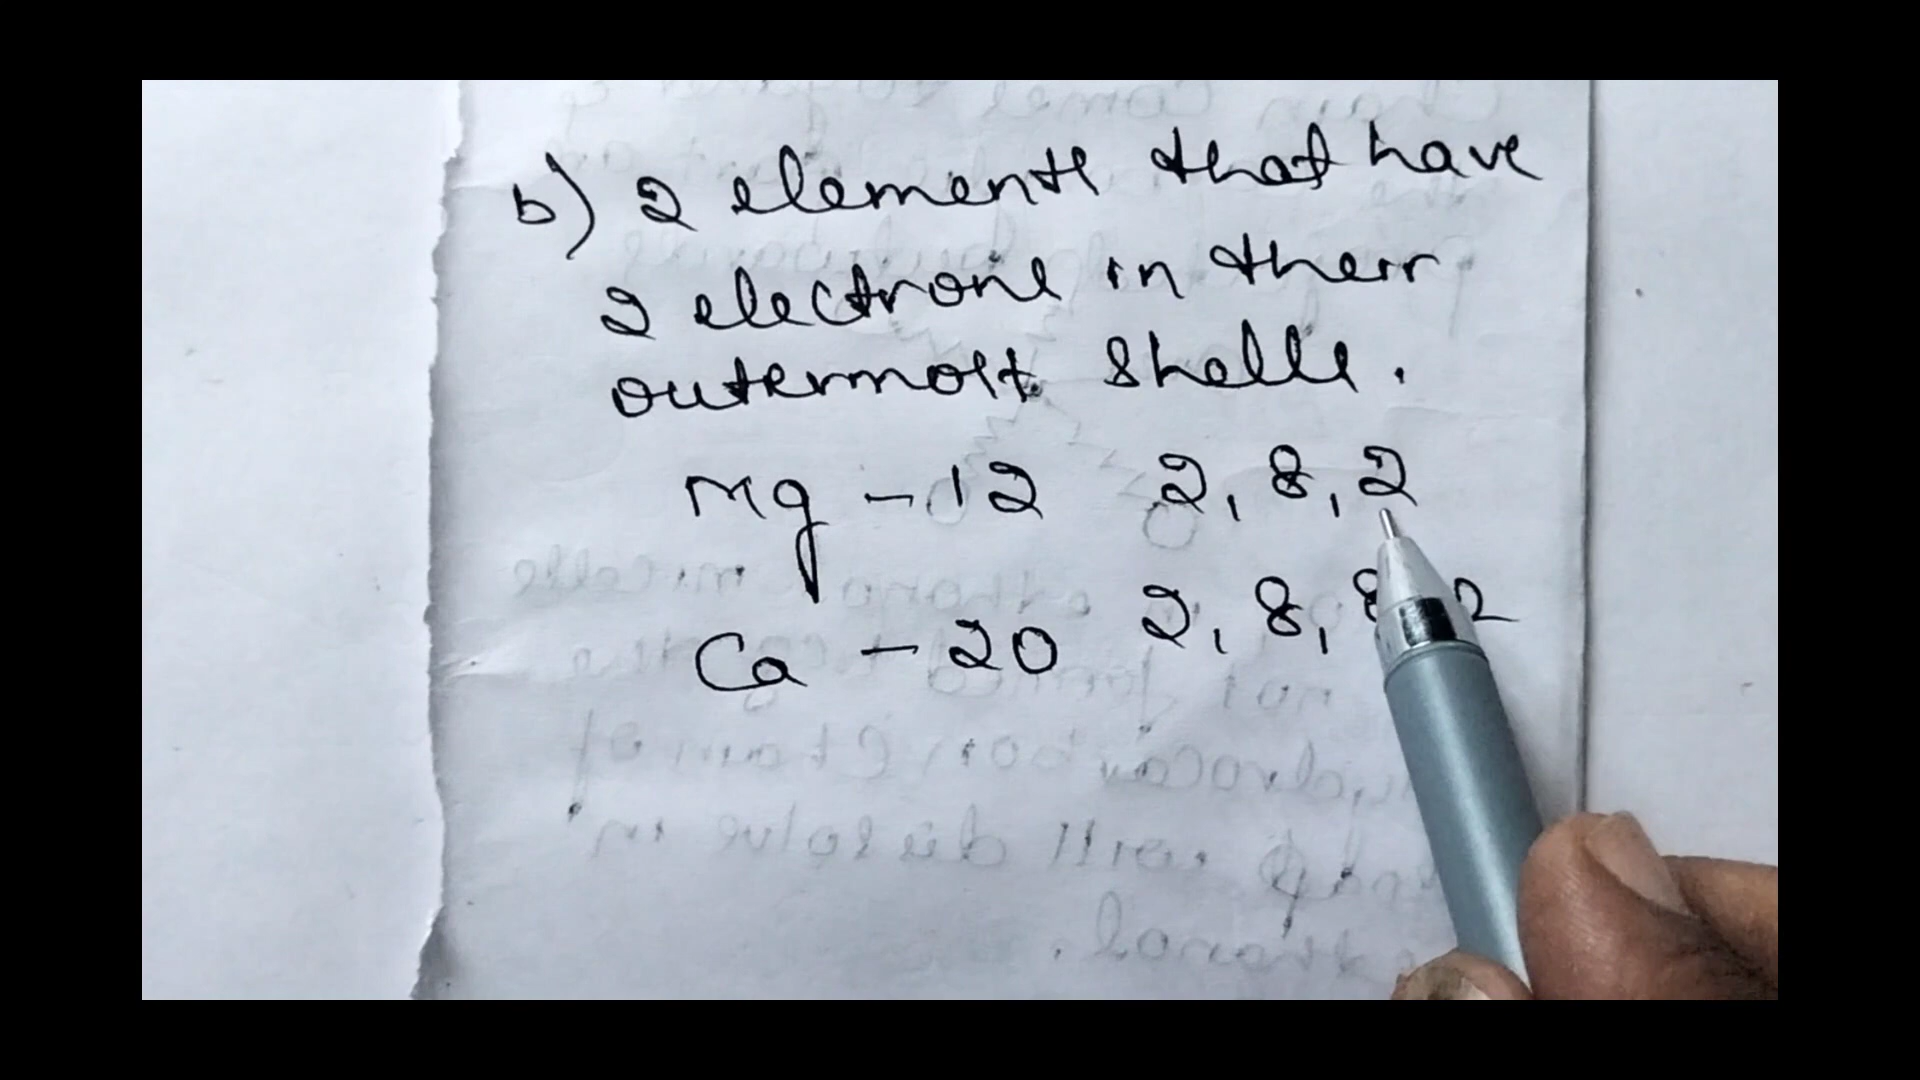 b) 2 elements that have
2 electrons in their
outermost shells.
Mg - 12 2, 8, 2
Ca - 20 2, 8, 8 2